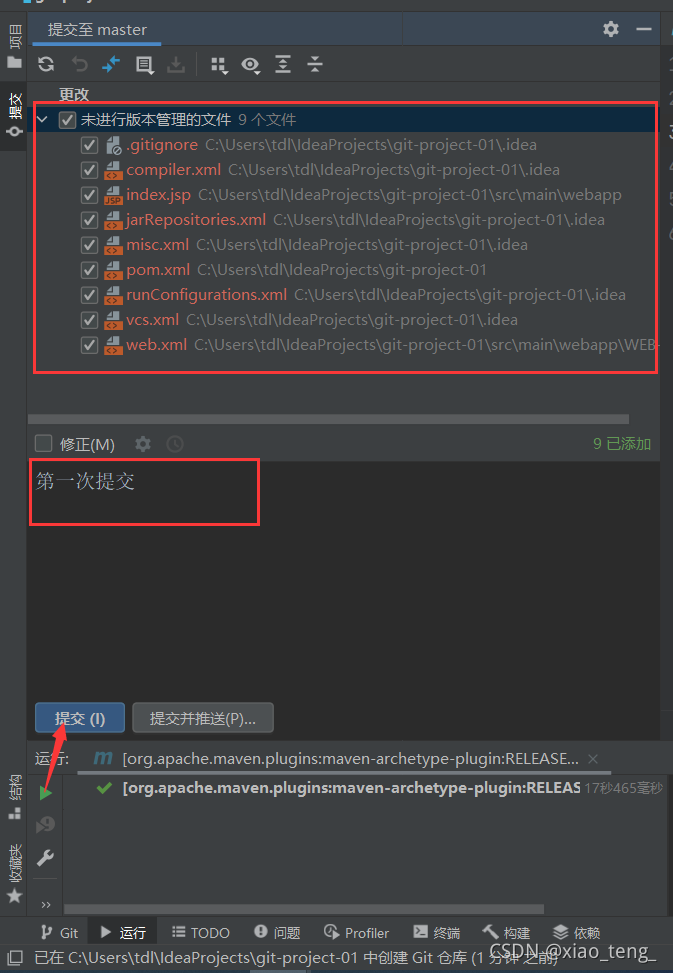 项目
提交
提交至 master
更改
未进行版本管理的文件 9 个文件
.gitignore C:\Users\tdl\IdeaProjects\git-project-01\.idea
compiler.xml C:\Users\tdl\IdeaProjects\git-project-01\.idea
index.jsp C:\Users\tdl\IdeaProjects\git-project-01\src\main\webapp
jarRepositories.xml C:\Users\tdl\IdeaProjects\git-project-01\.idea
misc.xml C:\Users\tdl\IdeaProjects\git-project-01\.idea
pom.xml C:\Users\tdl\IdeaProjects\git-project-01
runConfigurations.xml C:\Users\tdl\IdeaProjects\git-project-01\.idea
vcs.xml C:\Users\tdl\IdeaProjects\git-project-01\.idea
web.xml C:\Users\tdl\IdeaProjects\git-project-01\src\main\webapp\WEB-
修正(M) 9 已添加
第一次提交
提交 (I) 提交并推送(P)...
运行: m [org.apache.maven.plugins:maven-archetype-plugin:RELEASE...
[org.apache.maven.plugins:maven-archetype-plugin:RELEAS 17秒465毫秒
结构
收藏夹
Git 运行 TODO 问题 Profiler 终端 构建 依赖
已在 C:\Users\tdl\IdeaProjects\git-project-01 中创建 Git 仓库 (1 分钟 之前)
CSDN @xiao_teng_